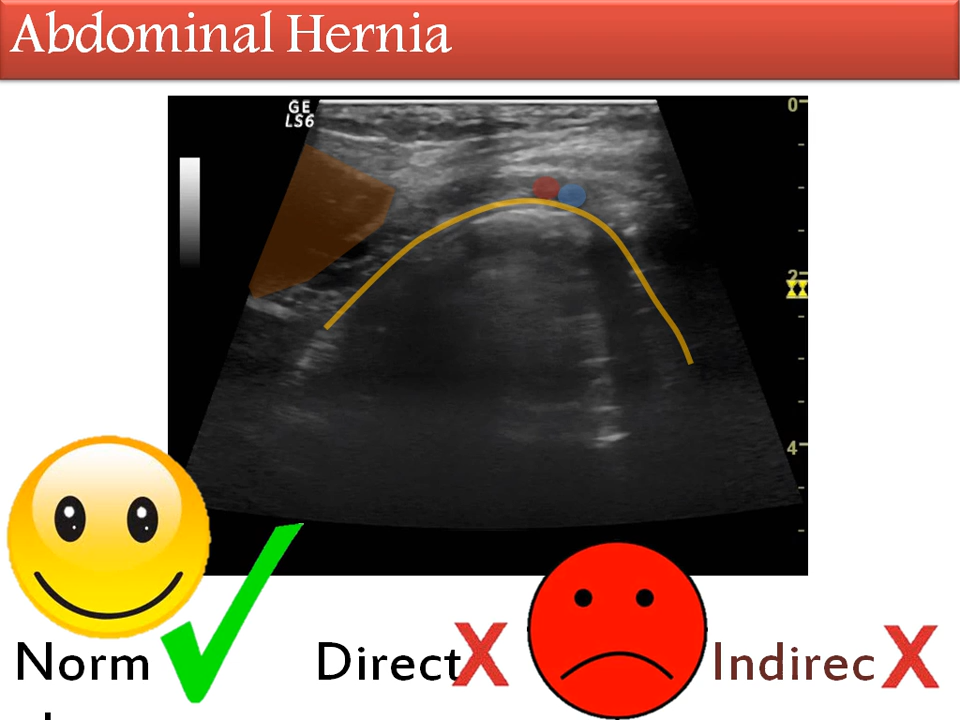 Abdominal Hernia
GE
LS6
0
2
4
Norm
Direct X
Indirec X